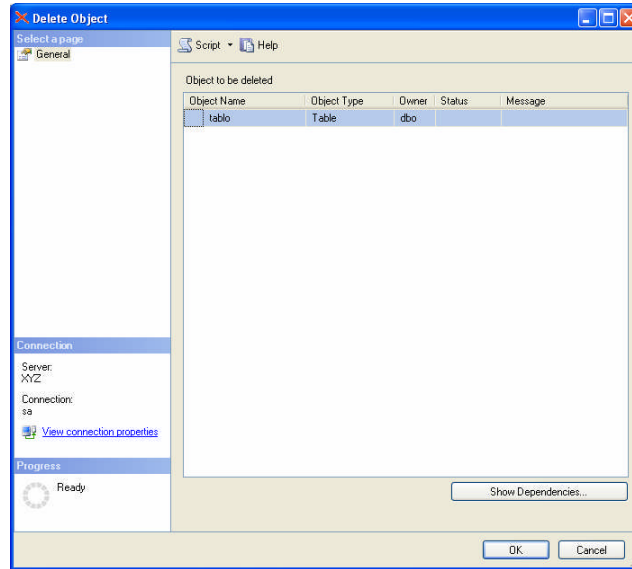 Delete Object
Select a page
General
Script Help
Object to be deleted
Object Name Object Type Owner Status Message
tablo Table dbo
Connection
Server:
XYZ
Connection:
sa
View connection properties
Progress
Ready
Show Dependencies...
OK Cancel